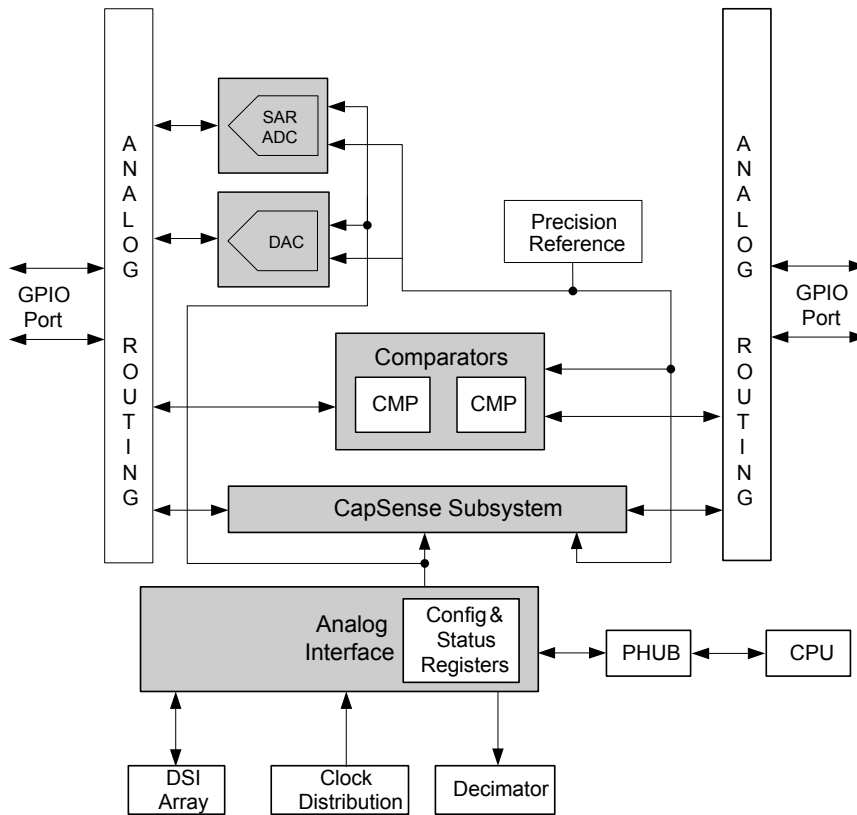 ANALOG ROUTING
SAR
ADC
DAC
Precision
Reference
ANALOG ROUTING
GPIO
Port
GPIO
Port
Comparators
CMP
CMP
CapSense Subsystem
Analog
Interface
Config &
Status
Registers
PHUB
CPU
DSI
Array
Clock
Distribution
Decimator